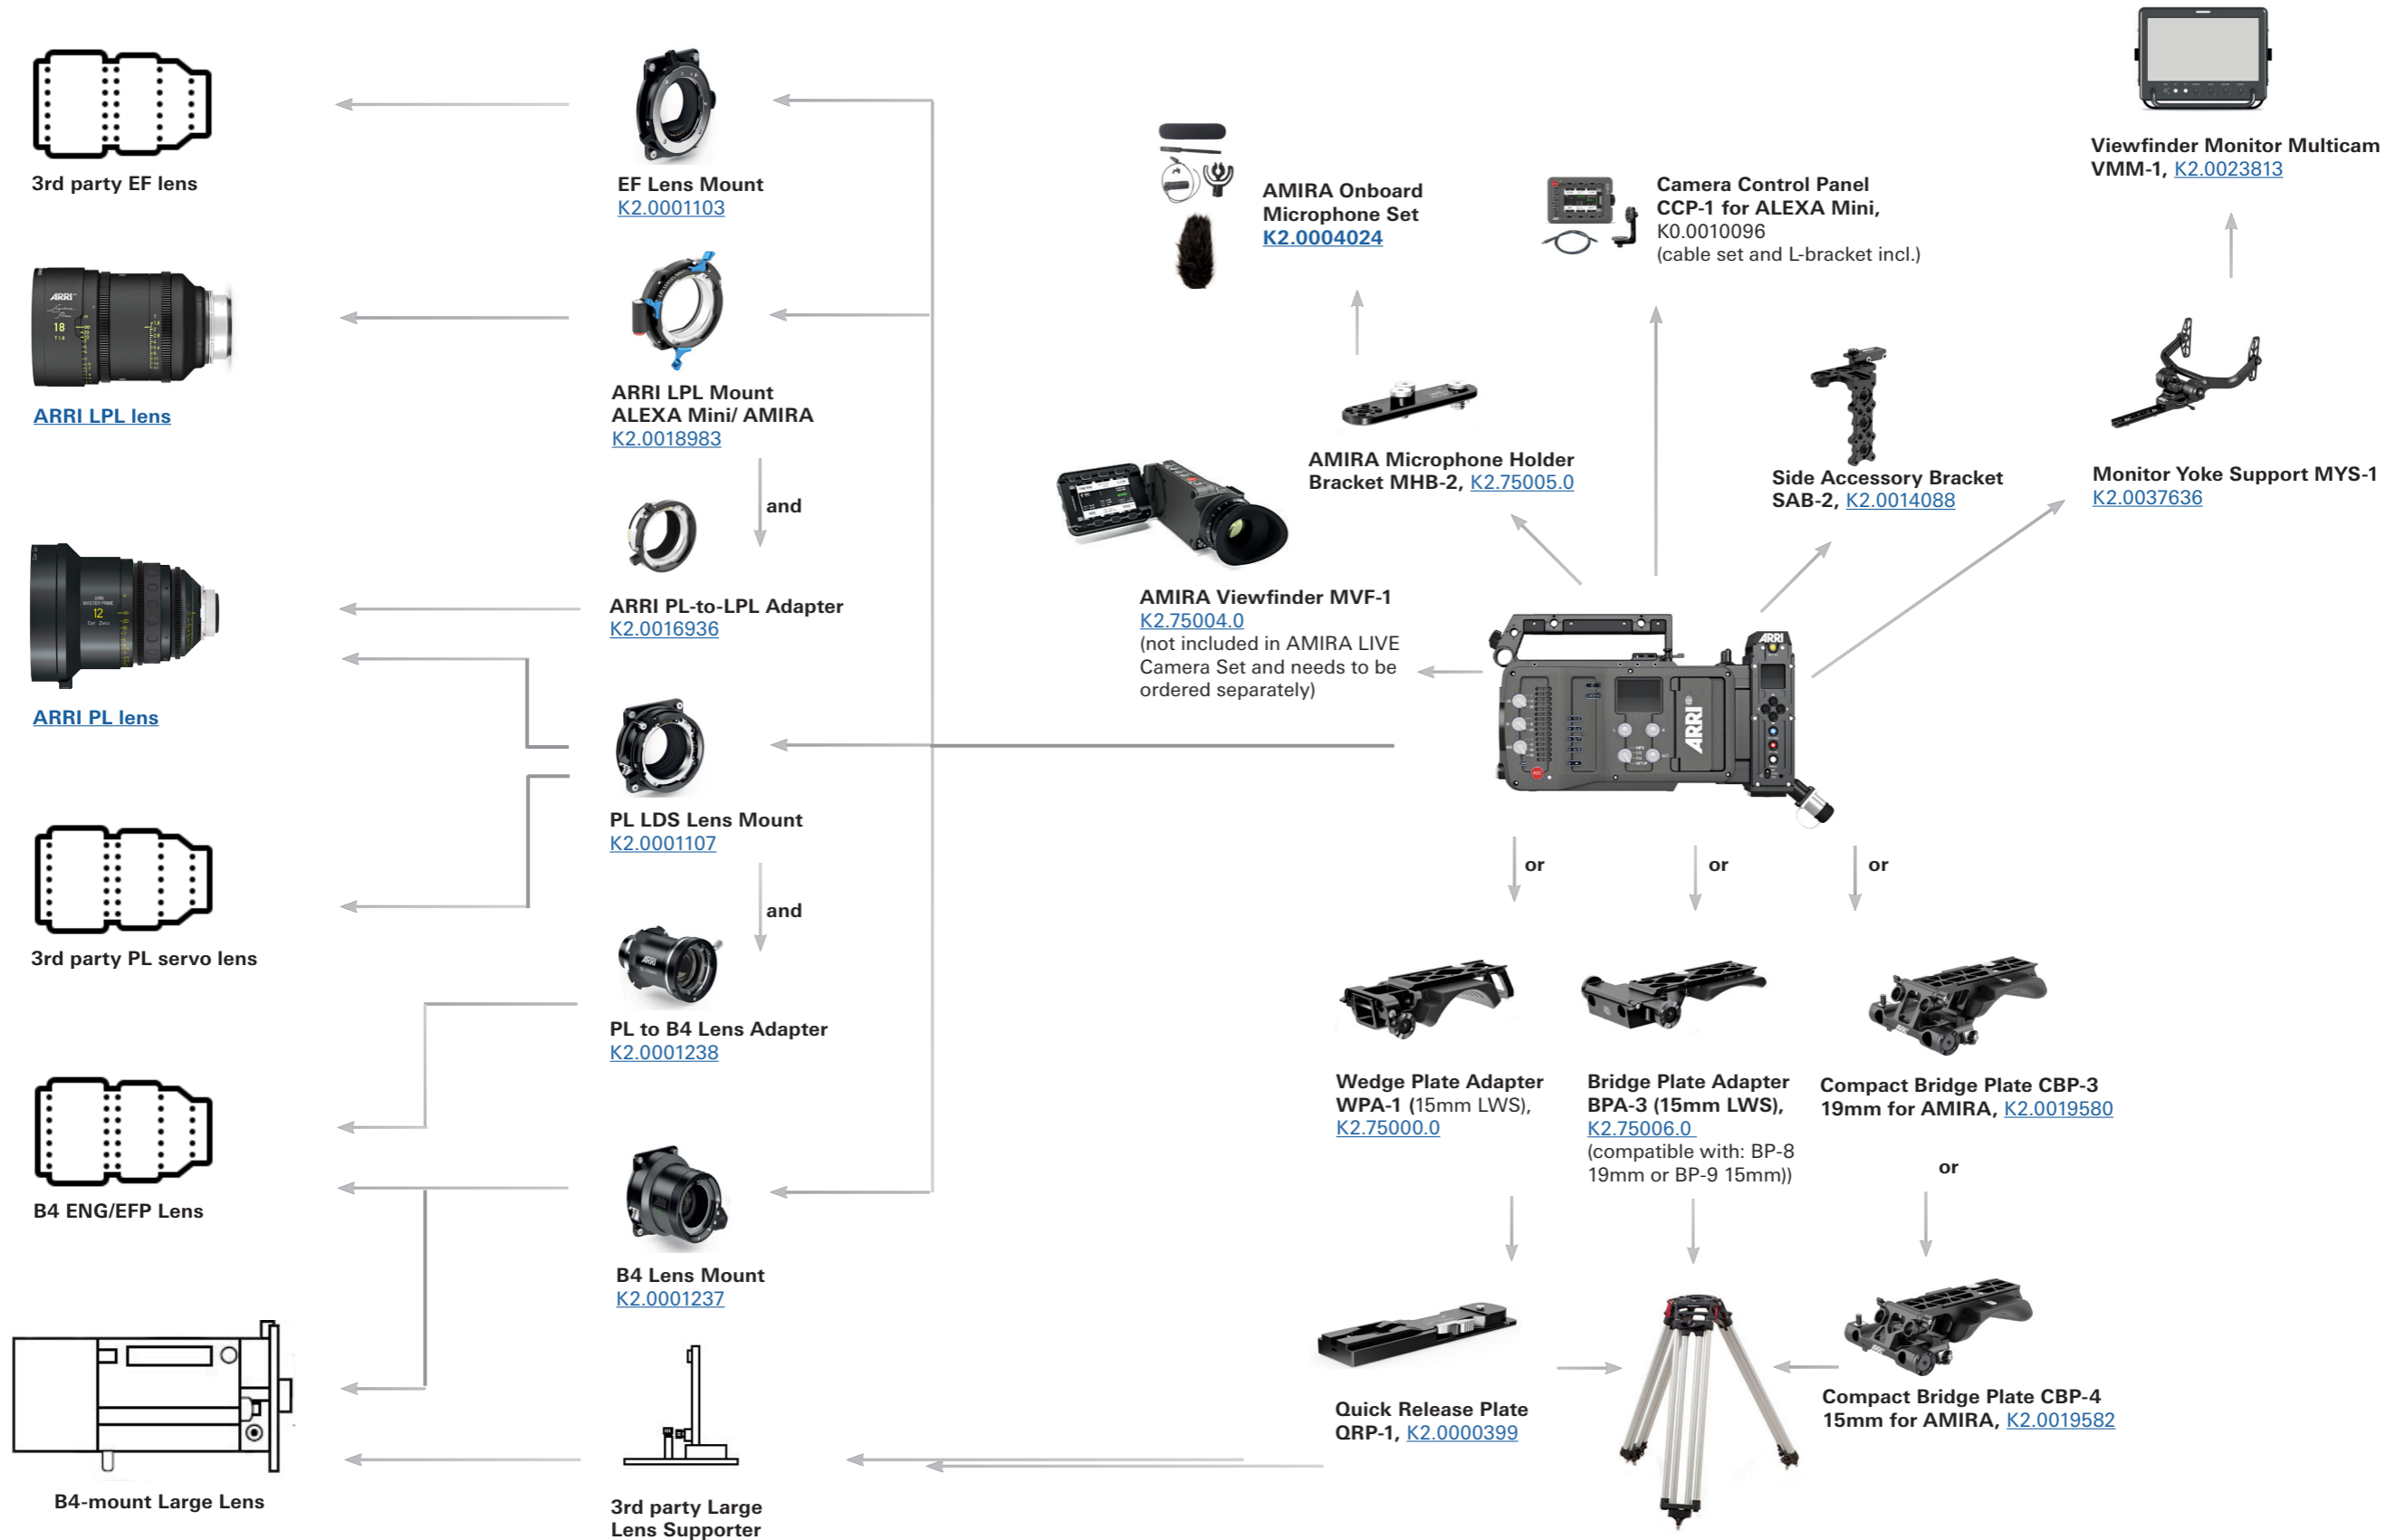 3rd party EF lens
ARRI LPL lens
ARRI PL lens
3rd party PL servo lens
B4 ENG/EFP Lens
B4-mount Large Lens
EF Lens Mount
K2.0001103
ARRI LPL Mount
ALEXA Mini/ AMIRA
K2.0018983
and
ARRI PL-to-LPL Adapter
K2.0016936
PL LDS Lens Mount
K2.0001107
and
PL to B4 Lens Adapter
K2.0001238
B4 Lens Mount
K2.0001237
3rd party Large
Lens Supporter
AMIRA Onboard
Microphone Set
K2.0004024
Camera Control Panel
CCP-1 for ALEXA Mini,
K0.0010096
(cable set and L-bracket incl.)
Viewfinder Monitor Multicam
VMM-1, K2.0023813
AMIRA Microphone Holder
Bracket MHB-2, K2.75005.0
Side Accessory Bracket
SAB-2, K2.0014088
Monitor Yoke Support MYS-1
K2.0037636
AMIRA Viewfinder MVF-1
K2.75004.0
(not included in AMIRA LIVE
Camera Set and needs to be
ordered separately)
ARRI
ARRI
or
or
or
Wedge Plate Adapter
WPA-1 (15mm LWS),
K2.75000.0
Bridge Plate Adapter
BPA-3 (15mm LWS),
K2.75006.0
(compatible with: BP-8
19mm or BP-9 15mm))
Compact Bridge Plate CBP-3
19mm for AMIRA, K2.0019580
or
Quick Release Plate
QRP-1, K2.0000399
Compact Bridge Plate CBP-4
15mm for AMIRA, K2.0019582
ARRI
18
12
ARRI